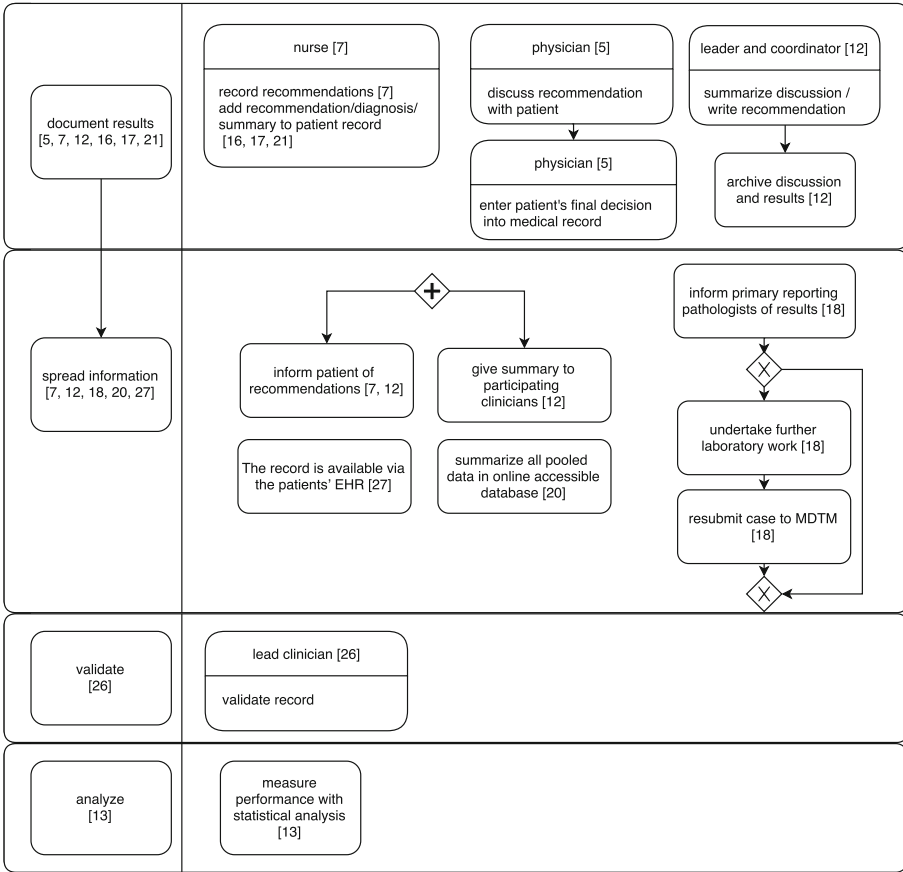 document results
[5, 7, 12, 16, 17, 21]
nurse [7]
record recommendations [7]
add recommendation/diagnosis/
summary to patient record
[16, 17, 21]
physician [5]
discuss recommendation
with patient
physician [5]
enter patient's final decision
into medical record
leader and coordinator [12]
summarize discussion /
write recommendation
archive discussion
and results [12]
spread information
[7, 12, 18, 20, 27]
inform patient of
recommendations [7, 12]
give summary to
participating
clinicians [12]
The record is available via
the patients’ EHR [27]
summarize all pooled
data in online accessible
database [20]
inform primary reporting
pathologists of results [18]
X
undertake further
laboratory work [18]
resubmit case to MDTM
[18]
X
validate
[26]
lead clinician [26]
validate record
analyze
[13]
measure
performance with
statistical analysis
[13]